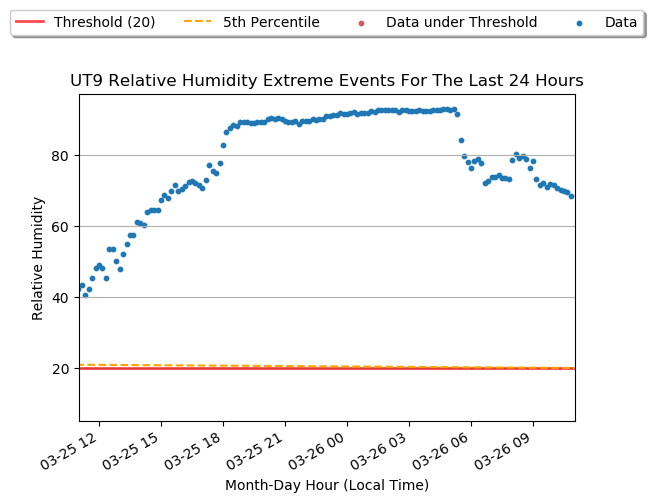 Threshold (20) 5th Percentile Data under Threshold Data
UT9 Relative Humidity Extreme Events For The Last 24 Hours
80
60
40
20
Relative Humidity
03-25 12 03-25 15 03-25 18 03-25 21 03-26 00 03-26 03 03-26 06 03-26 09
Month-Day Hour (Local Time)